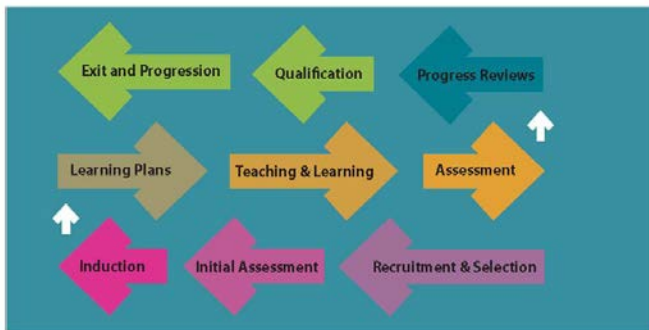 Exit and Progression
Qualification
Progress Reviews
Learning Plans
Teaching & Learning
Assessment
Induction
Initial Assessment
Recruitment & Selection